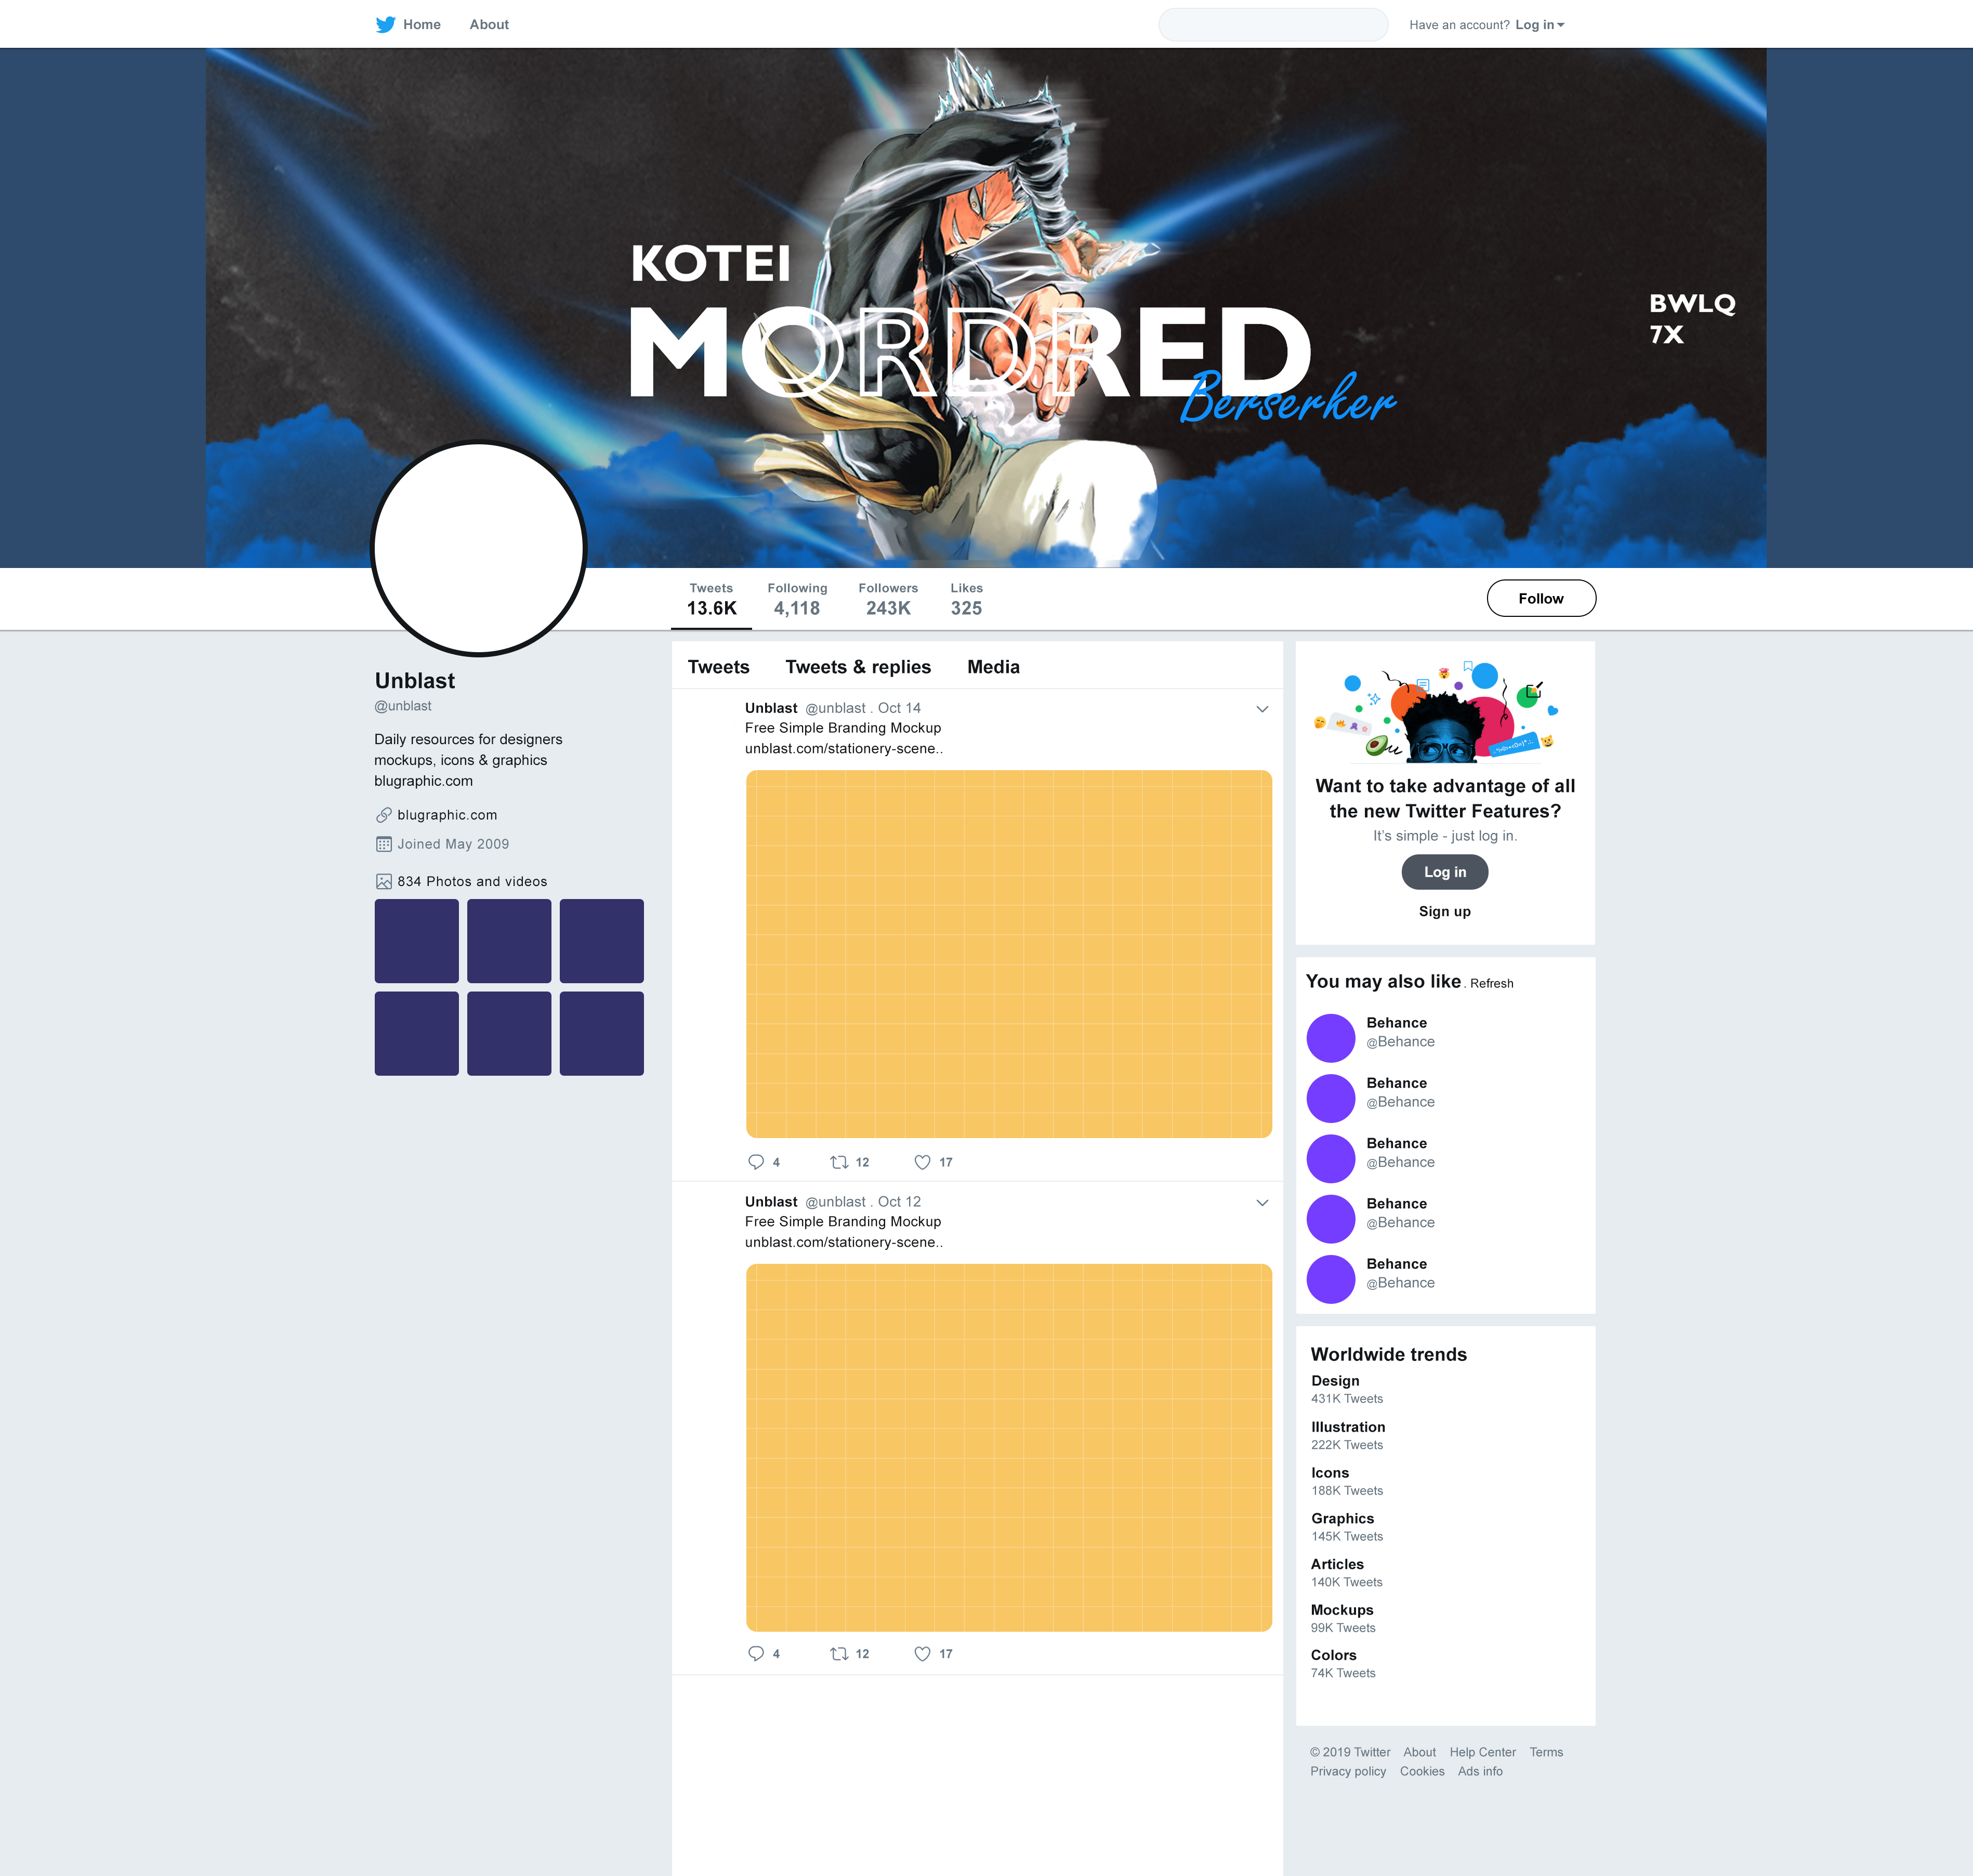 Home About
Have an account? Log in
KOTEI
MORDRED
Berserker
BWLQ
7X
Tweets Following Followers Likes
13.6K 4,118 243K 325
Follow
Unblast
@unblast
Daily resources for designers
mockups, icons & graphics
blugraphic.com
blugraphic.com
Joined May 2009
834 Photos and videos
Tweets Tweets & replies Media
Unblast @unblast . Oct 14
Free Simple Branding Mockup
unblast.com/stationery-scene..
4 12 17
Unblast @unblast . Oct 12
Free Simple Branding Mockup
unblast.com/stationery-scene..
4 12 17
Want to take advantage of all
the new Twitter Features?
It's simple - just log in.
Log in
Sign up
You may also like . Refresh
Behance
@Behance
Behance
@Behance
Behance
@Behance
Behance
@Behance
Behance
@Behance
Worldwide trends
Design
431K Tweets
Illustration
222K Tweets
Icons
188K Tweets
Graphics
145K Tweets
Articles
140K Tweets
Mockups
99K Tweets
Colors
74K Tweets
© 2019 Twitter About Help Center Terms
Privacy policy Cookies Ads info